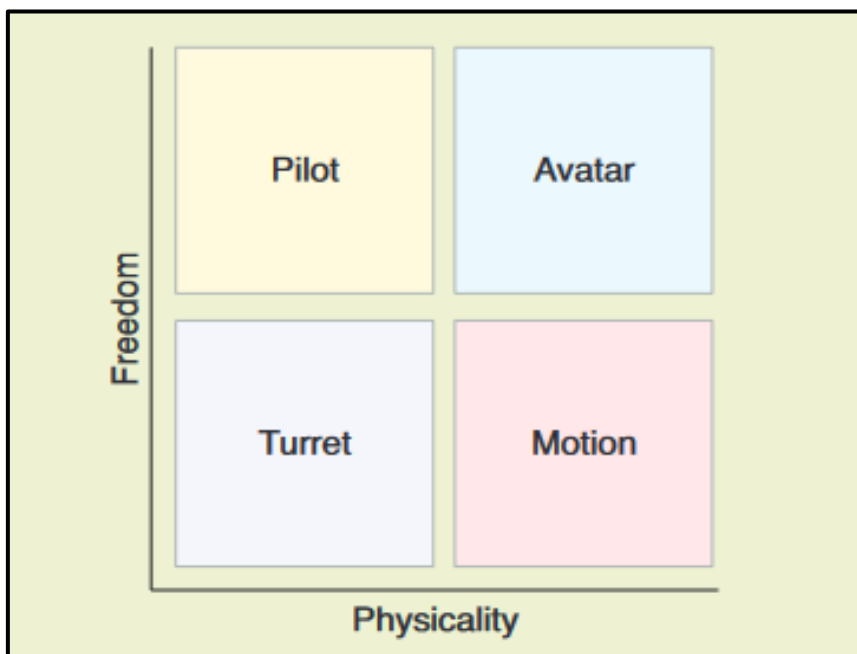 Pilot
Avatar
Freedom
Turret
Motion
Physicality